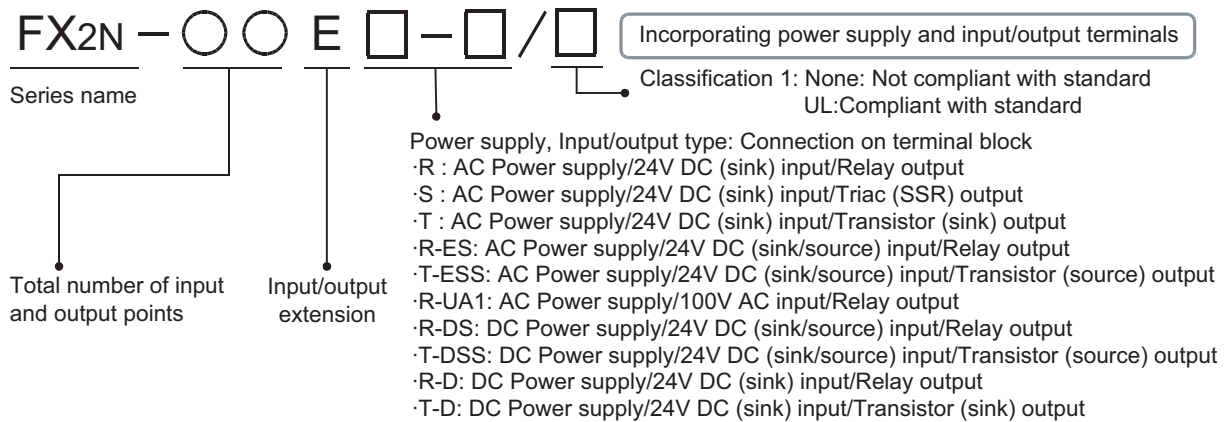 FX2N - ○○ E □-□/□
Incorporating power supply and input/output terminals
Series name
Classification 1: None: Not compliant with standard
UL:Compliant with standard
Power supply, Input/output type: Connection on terminal block
·R : AC Power supply/24V DC (sink) input/Relay output
·S : AC Power supply/24V DC (sink) input/Triac (SSR) output
·T : AC Power supply/24V DC (sink) input/Transistor (sink) output
·R-ES: AC Power supply/24V DC (sink/source) input/Relay output
·T-ESS: AC Power supply/24V DC (sink/source) input/Transistor (source) output
·R-UA1: AC Power supply/100V AC input/Relay output
·R-DS: DC Power supply/24V DC (sink/source) input/Relay output
·T-DSS: DC Power supply/24V DC (sink/source) input/Transistor (source) output
·R-D: DC Power supply/24V DC (sink) input/Relay output
·T-D: DC Power supply/24V DC (sink) input/Transistor (sink) output
Total number of input
and output points
Input/output
extension